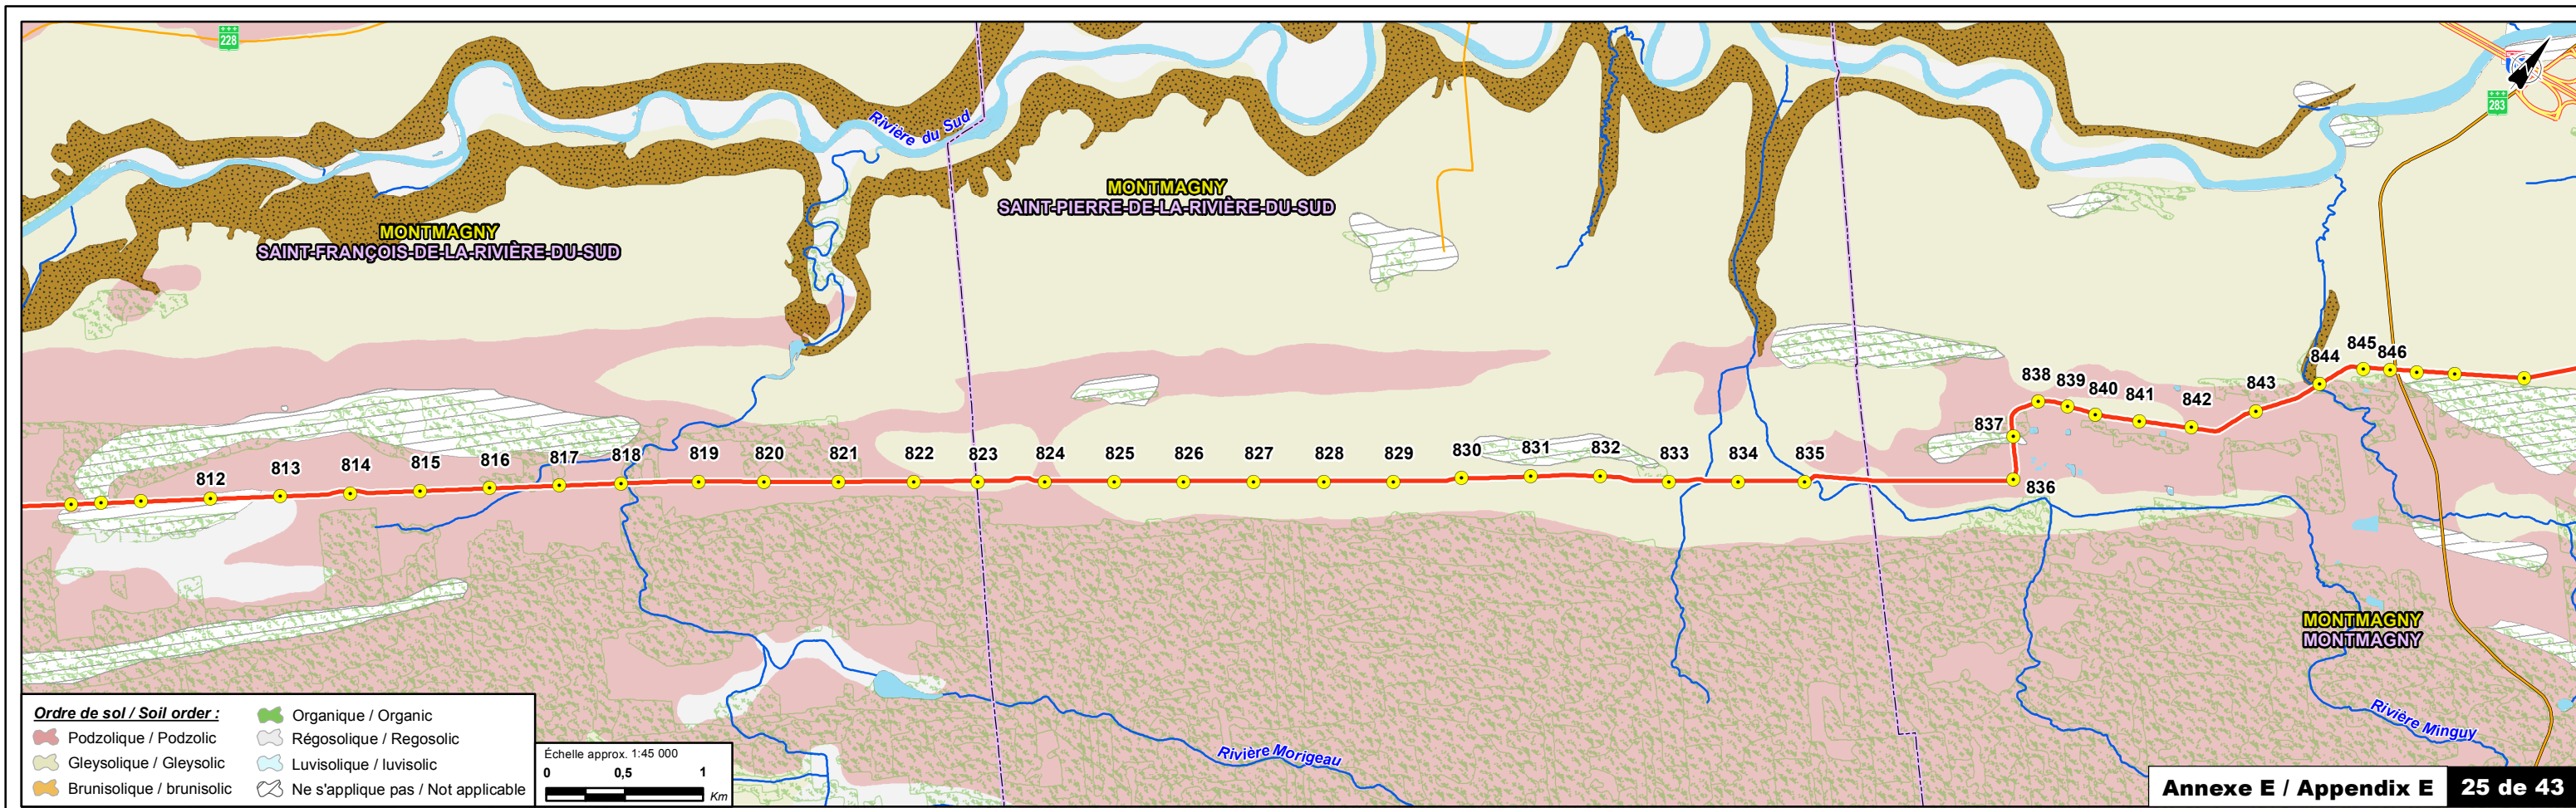 228
283
Rivière du Sud
MONTMAGNY
SAINT-PIERRE-DE-LA-RIVIÈRE-DU-SUD
MONTMAGNY
SAINT-FRANÇOIS-DE-LA-RIVIÈRE-DU-SUD
812
813
814
815
816
817
818
819
820
821
822
823
824
825
826
827
828
829
830
831
832
833
834
835
836
837
838
839
840
841
842
843
844
845
846
MONTMAGNY
MONTMAGNY
Rivière Minguy
Rivière Morigeau
Ordre de sol / Soil order :
Podzolique / Podzolic
Gleysolique / Gleysolic
Brunisolique / brunisolic
Organique / Organic
Régosolique / Regosolic
Luvisolique / luvisolic
Ne s'applique pas / Not applicable
Échelle approx. 1:45 000
0 0,5 1
Km
Annexe E / Appendix E 25 de 43